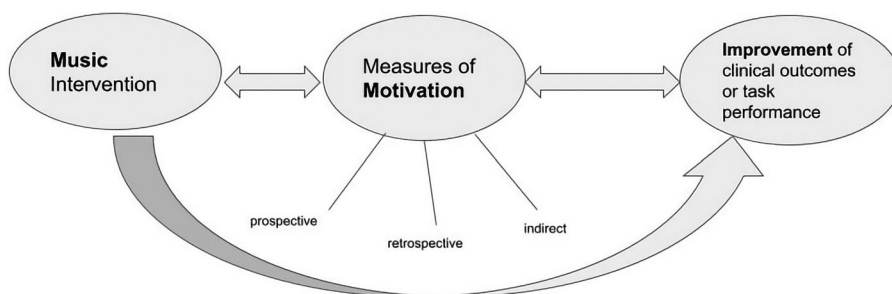 Music
Intervention
Measures of
Motivation
Improvement of
clinical outcomes
or task
performance
prospective
retrospective
indirect